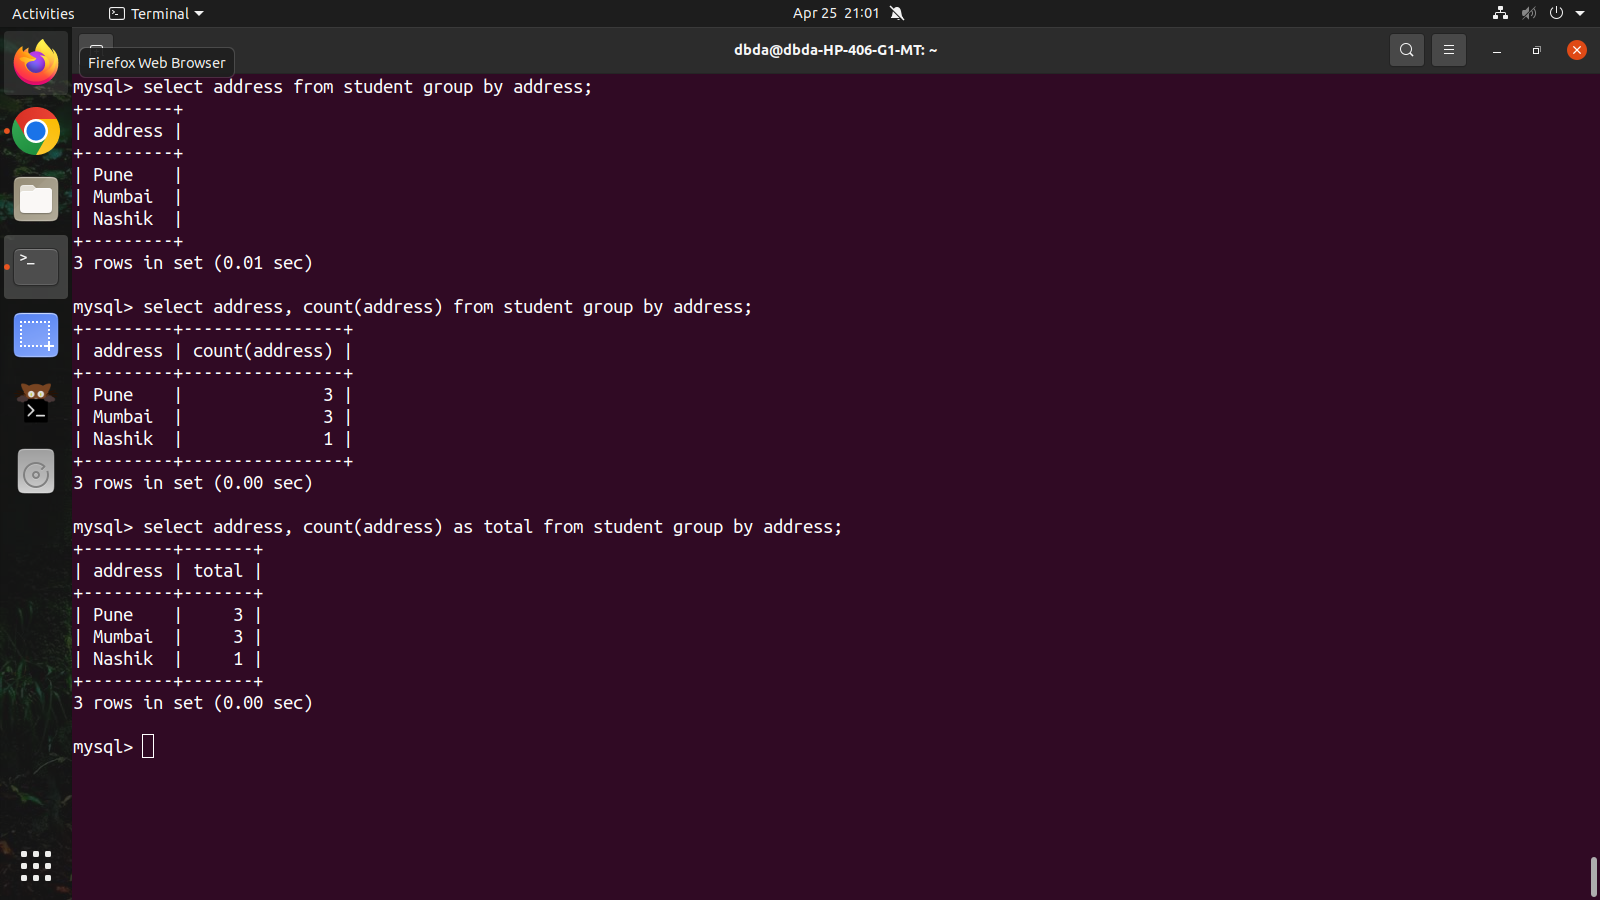 Activities Terminal Apr 25 21:01
dbda@dbda-HP-406-G1-MT: ~
Firefox Web Browser
mysql> select address from student group by address;
+---------+
| address |
+---------+
| Pune    |
| Mumbai  |
| Nashik  |
+---------+
3 rows in set (0.01 sec)
mysql> select address, count(address) from student group by address;
+---------+----------------+
| address | count(address) |
+---------+----------------+
| Pune    |              3 |
| Mumbai  |              3 |
| Nashik  |              1 |
+---------+----------------+
3 rows in set (0.00 sec)
mysql> select address, count(address) as total from student group by address;
+---------+-------+
| address | total |
+---------+-------+
| Pune    |     3 |
| Mumbai  |     3 |
| Nashik  |     1 |
+---------+-------+
3 rows in set (0.00 sec)
mysql>